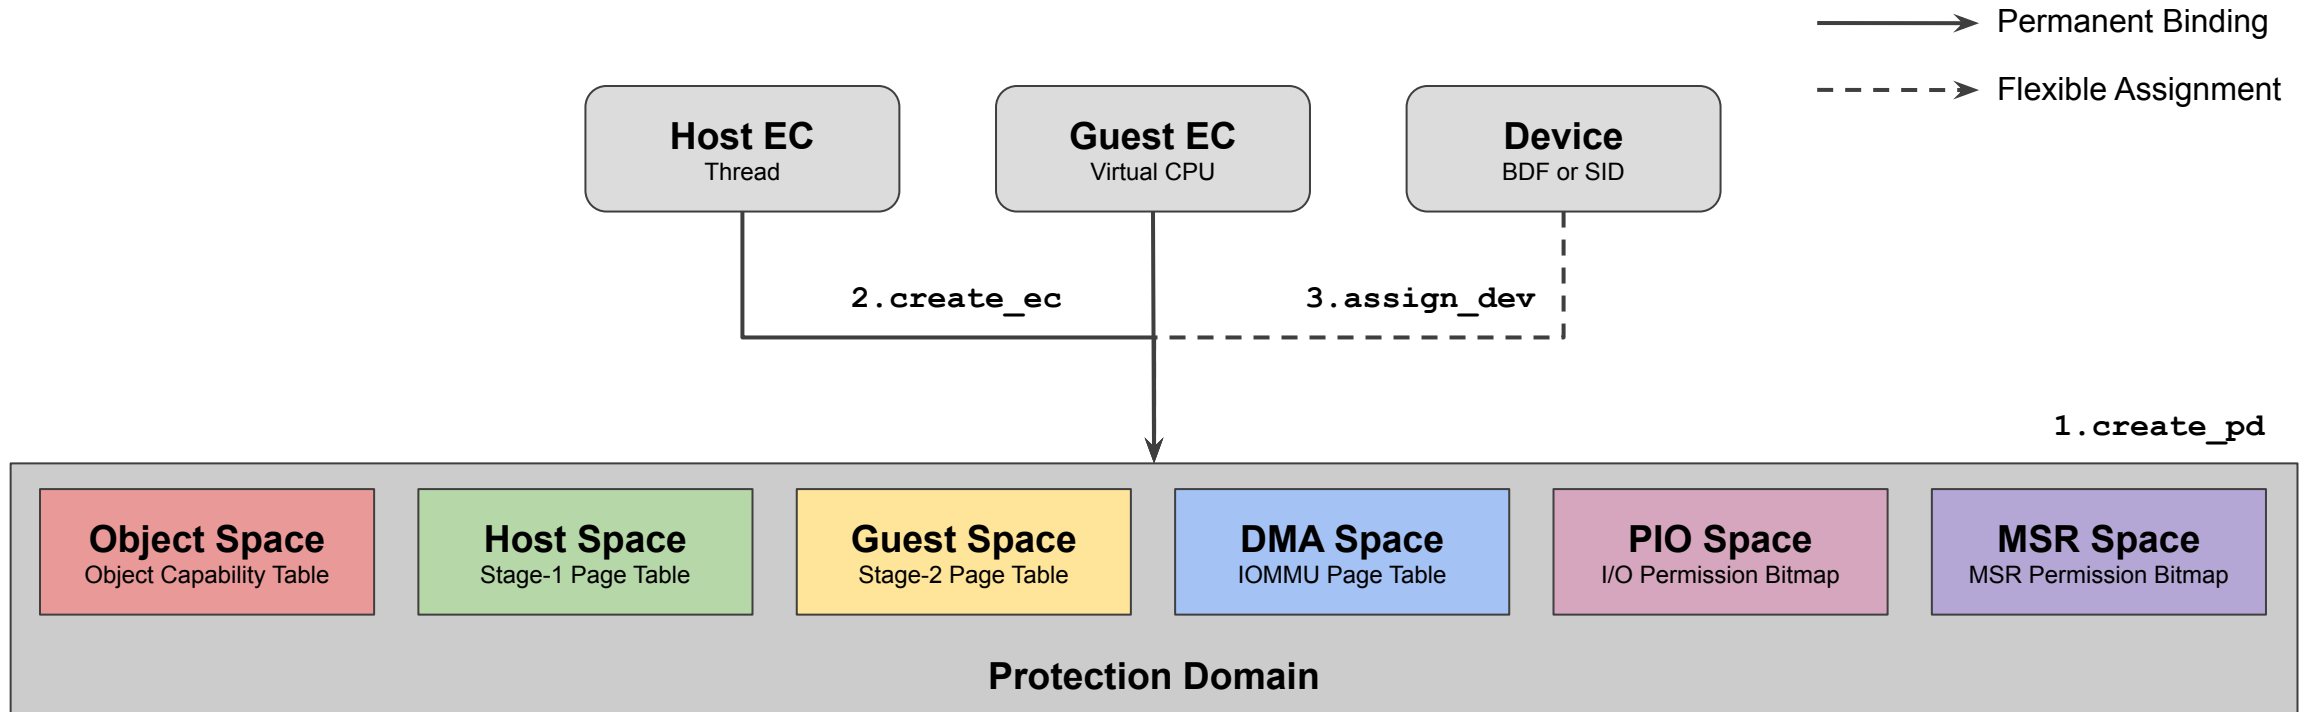 Permanent Binding
Flexible Assignment
Host EC
Thread
Guest EC
Virtual CPU
Device
BDF or SID
2.create_ec
3.assign_dev
1.create_pd
Object Space
Object Capability Table
Host Space
Stage-1 Page Table
Guest Space
Stage-2 Page Table
DMA Space
IOMMU Page Table
PIO Space
I/O Permission Bitmap
MSR Space
MSR Permission Bitmap
Protection Domain